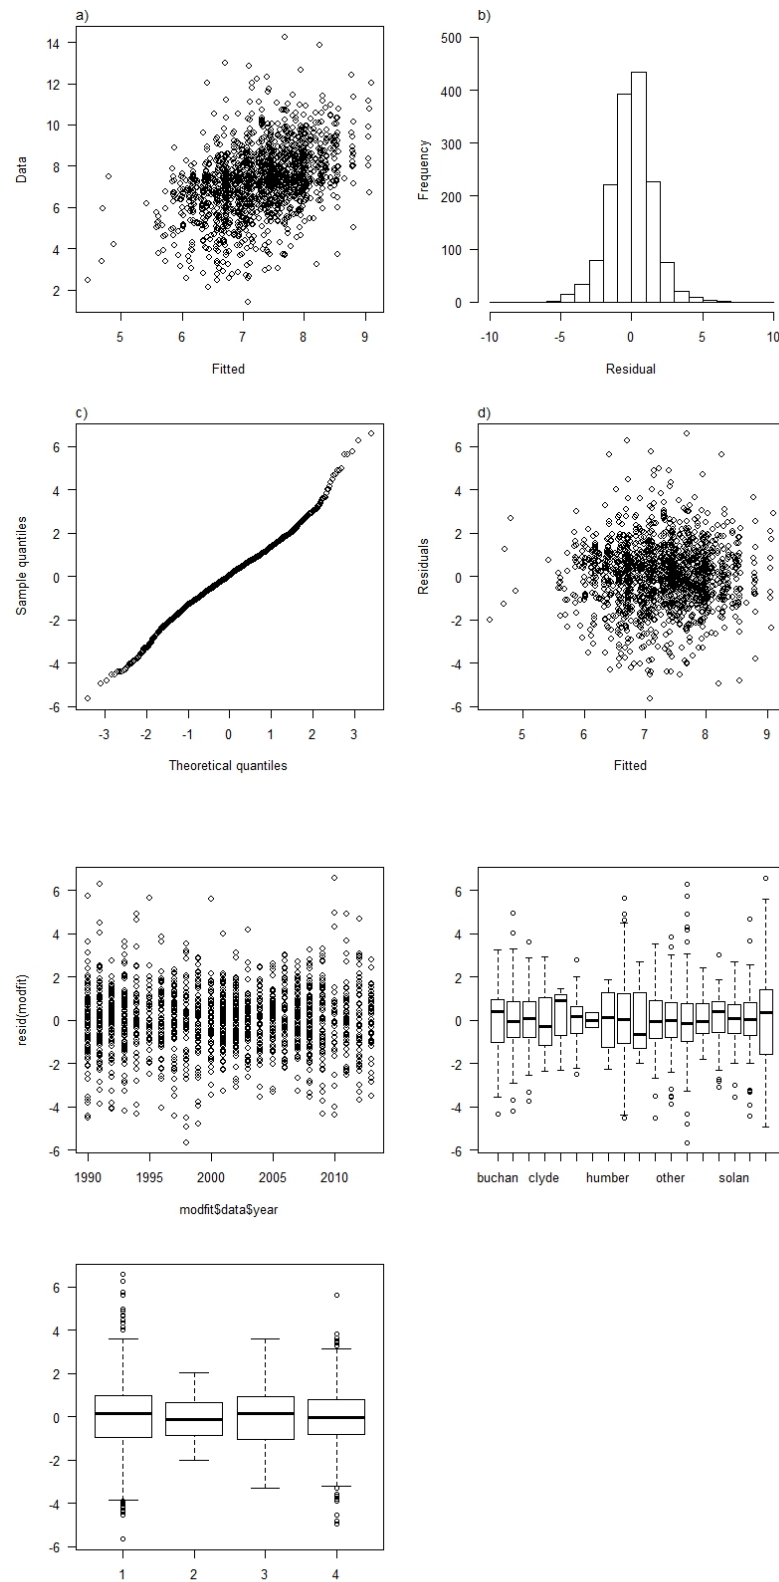 a)
14
12
10
8
6
4
2
Data
5 6 7 8 9
Fitted
b)
500
400
300
200
100
0
Frequency
-10 -5 0 5 10
Residual
c)
6
4
2
0
-2
-4
-6
Sample quantiles
-3 -2 -1 0 1 2 3
Theoretical quantiles
d)
6
4
2
0
-2
-4
-6
Residuals
5 6 7 8 9
Fitted
6
4
2
0
-2
-4
-6
resid(modfit)
1990 1995 2000 2005 2010
modfit$data$year
6
4
2
0
-2
-4
-6
buchan clyde humber other solan
6
4
2
0
-2
-4
-6
1 2 3 4